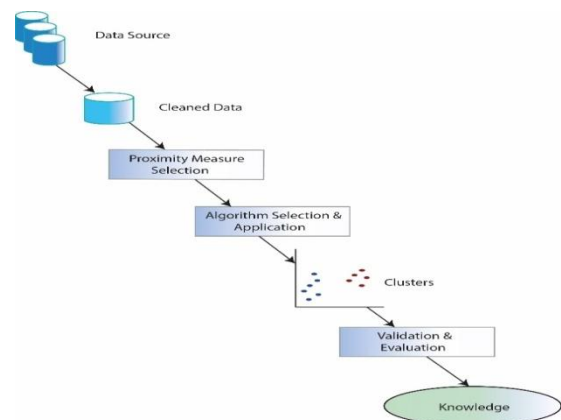 Data Source
Cleaned Data
Proximity Measure
Selection
Algorithm Selection &
Application
Clusters
Validation &
Evaluation
Knowledge